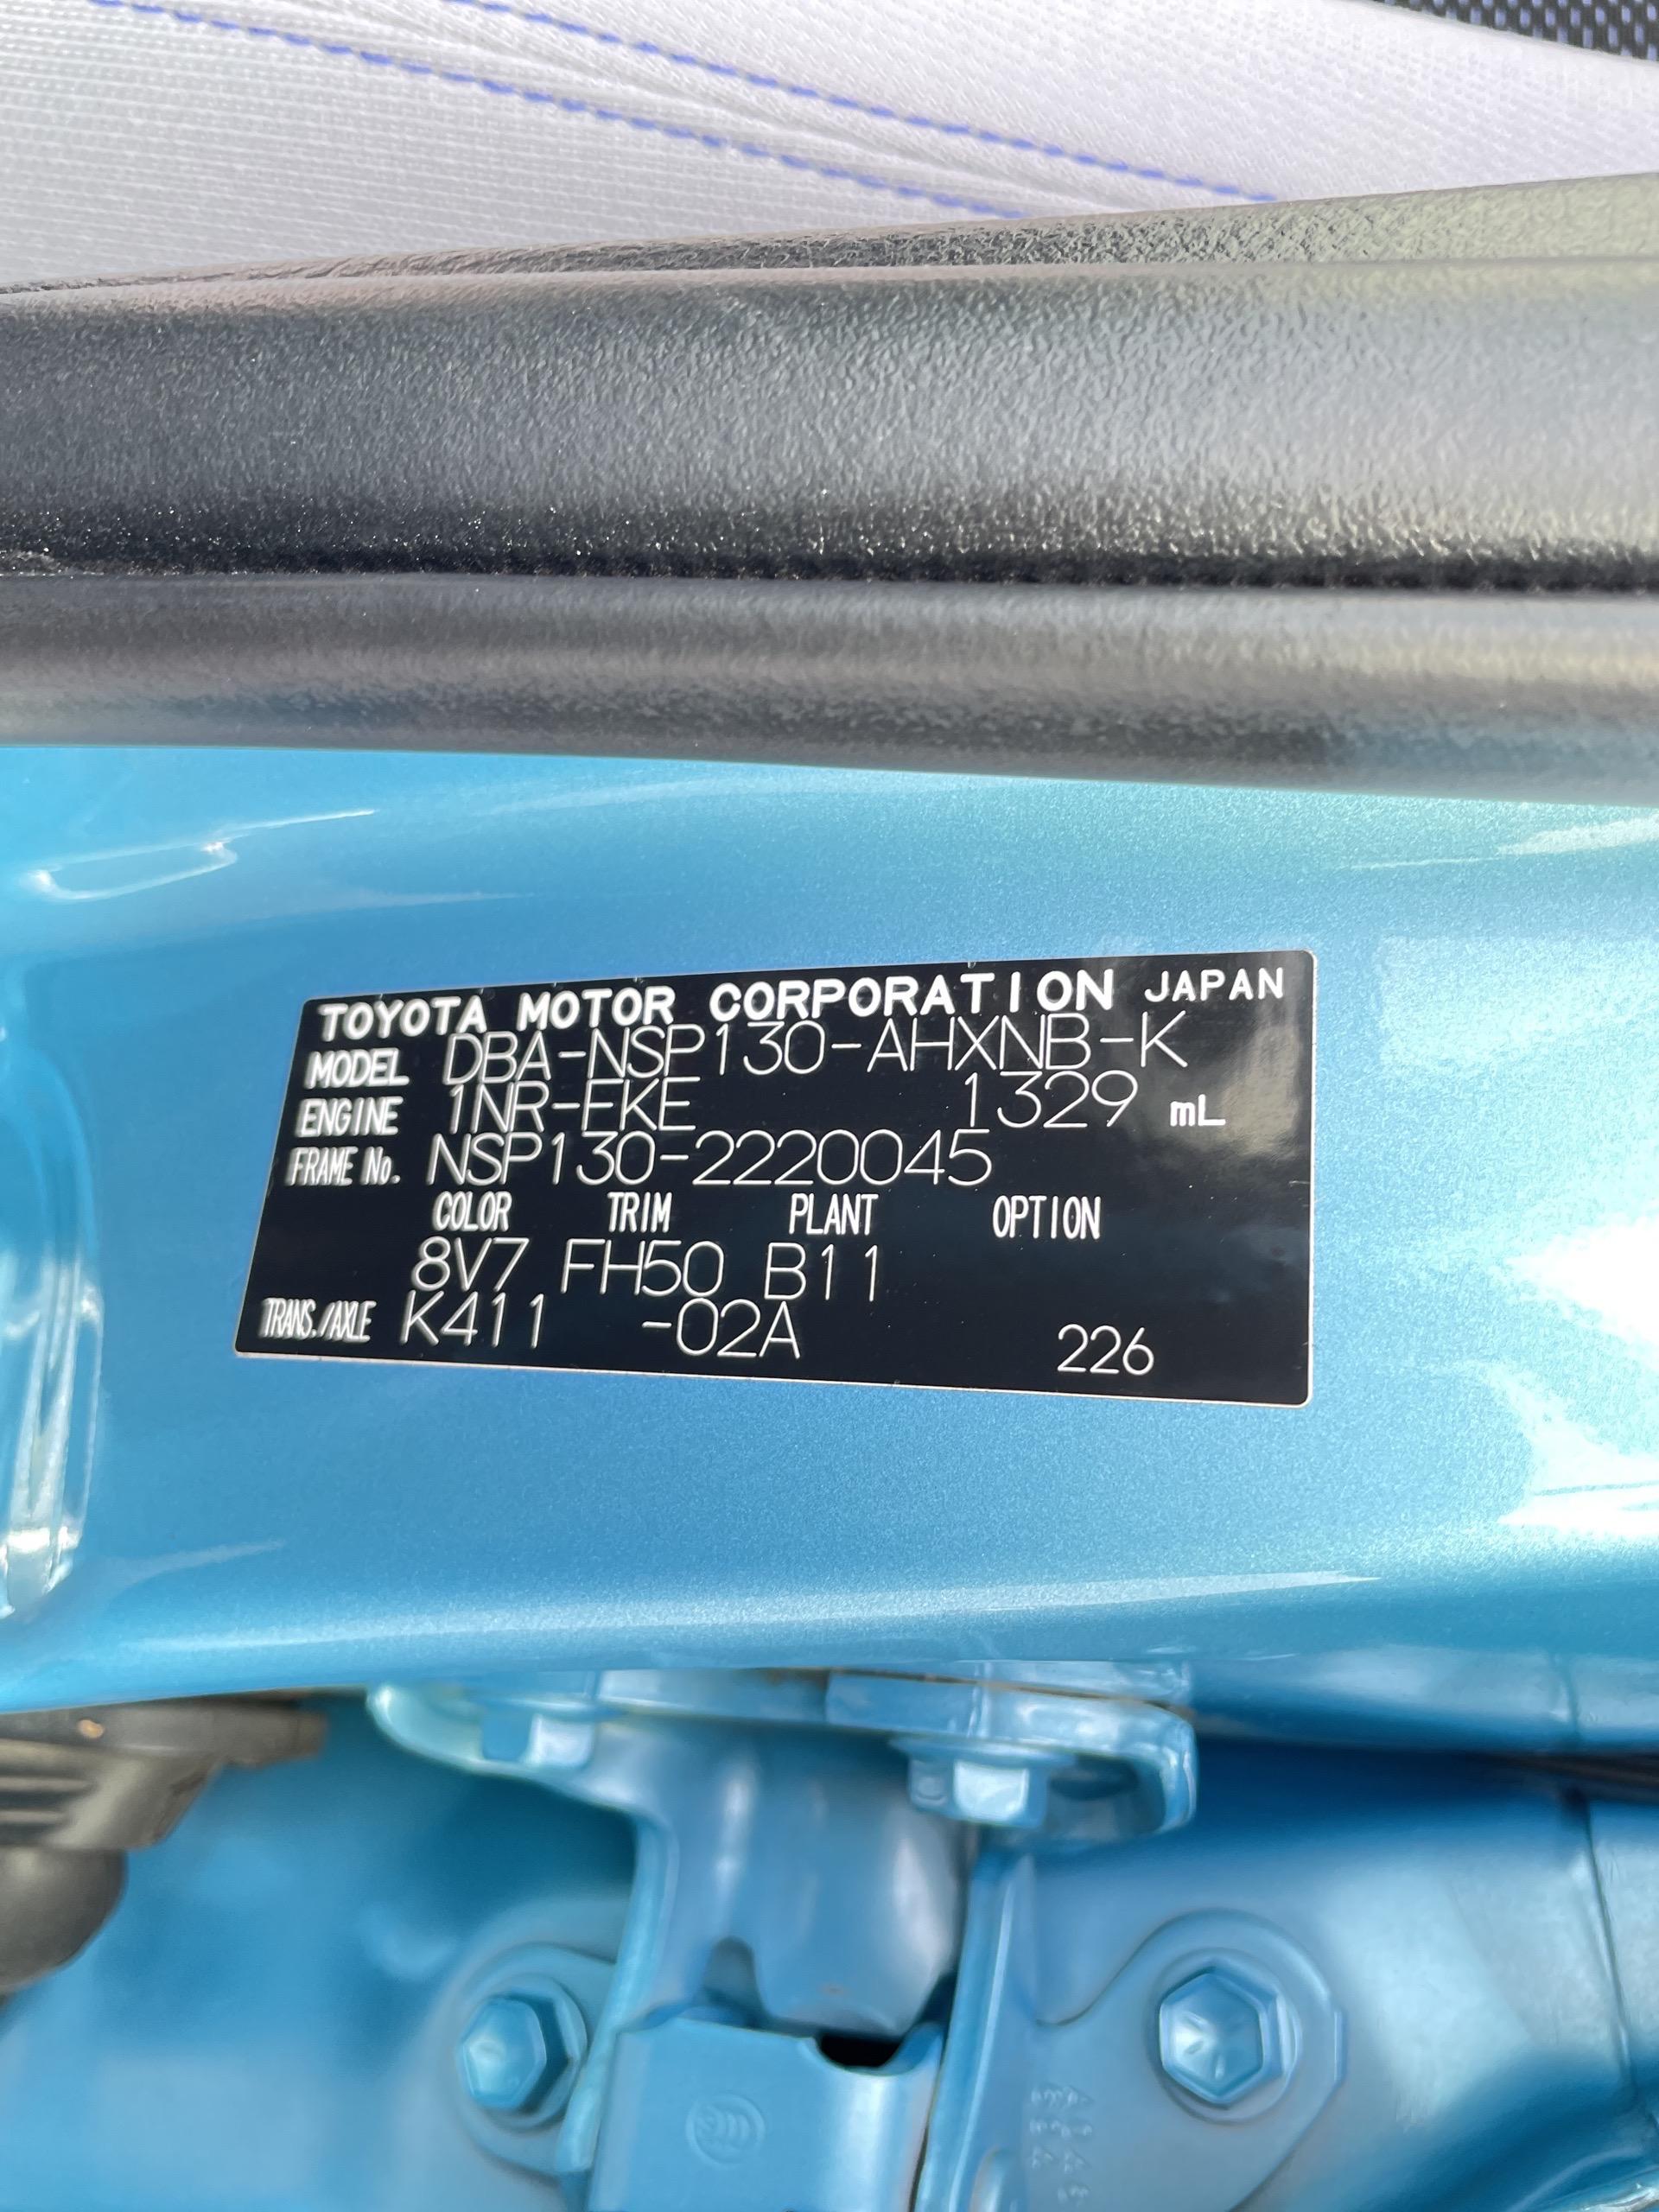 TOYOTA MOTOR CORPORATION JAPAN
MODEL DBA-NSP130-AHXNB-K
ENGINE 1NR-FKE 1329 mL
FRAME No. NSP130-2220045
COLOR TRIM PLANT OPTION
8V7 FH50 B11
TRANS./AXLE K411 -02A 226